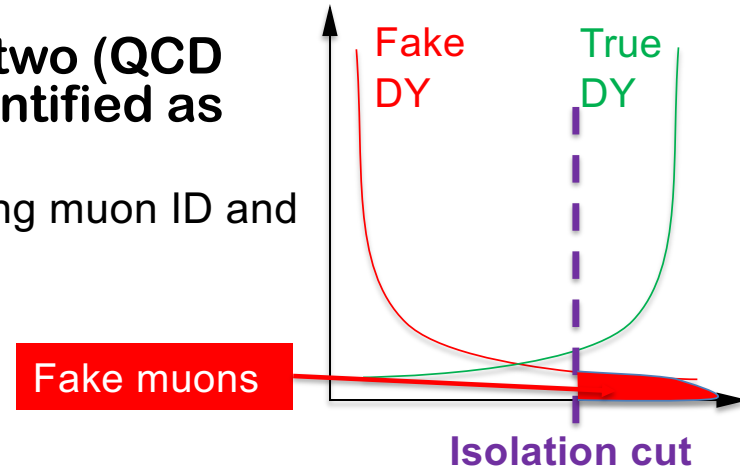 two (QCD
ntified as
ng muon ID and
Fake
DY
True
DY
Fake muons
Isolation cut